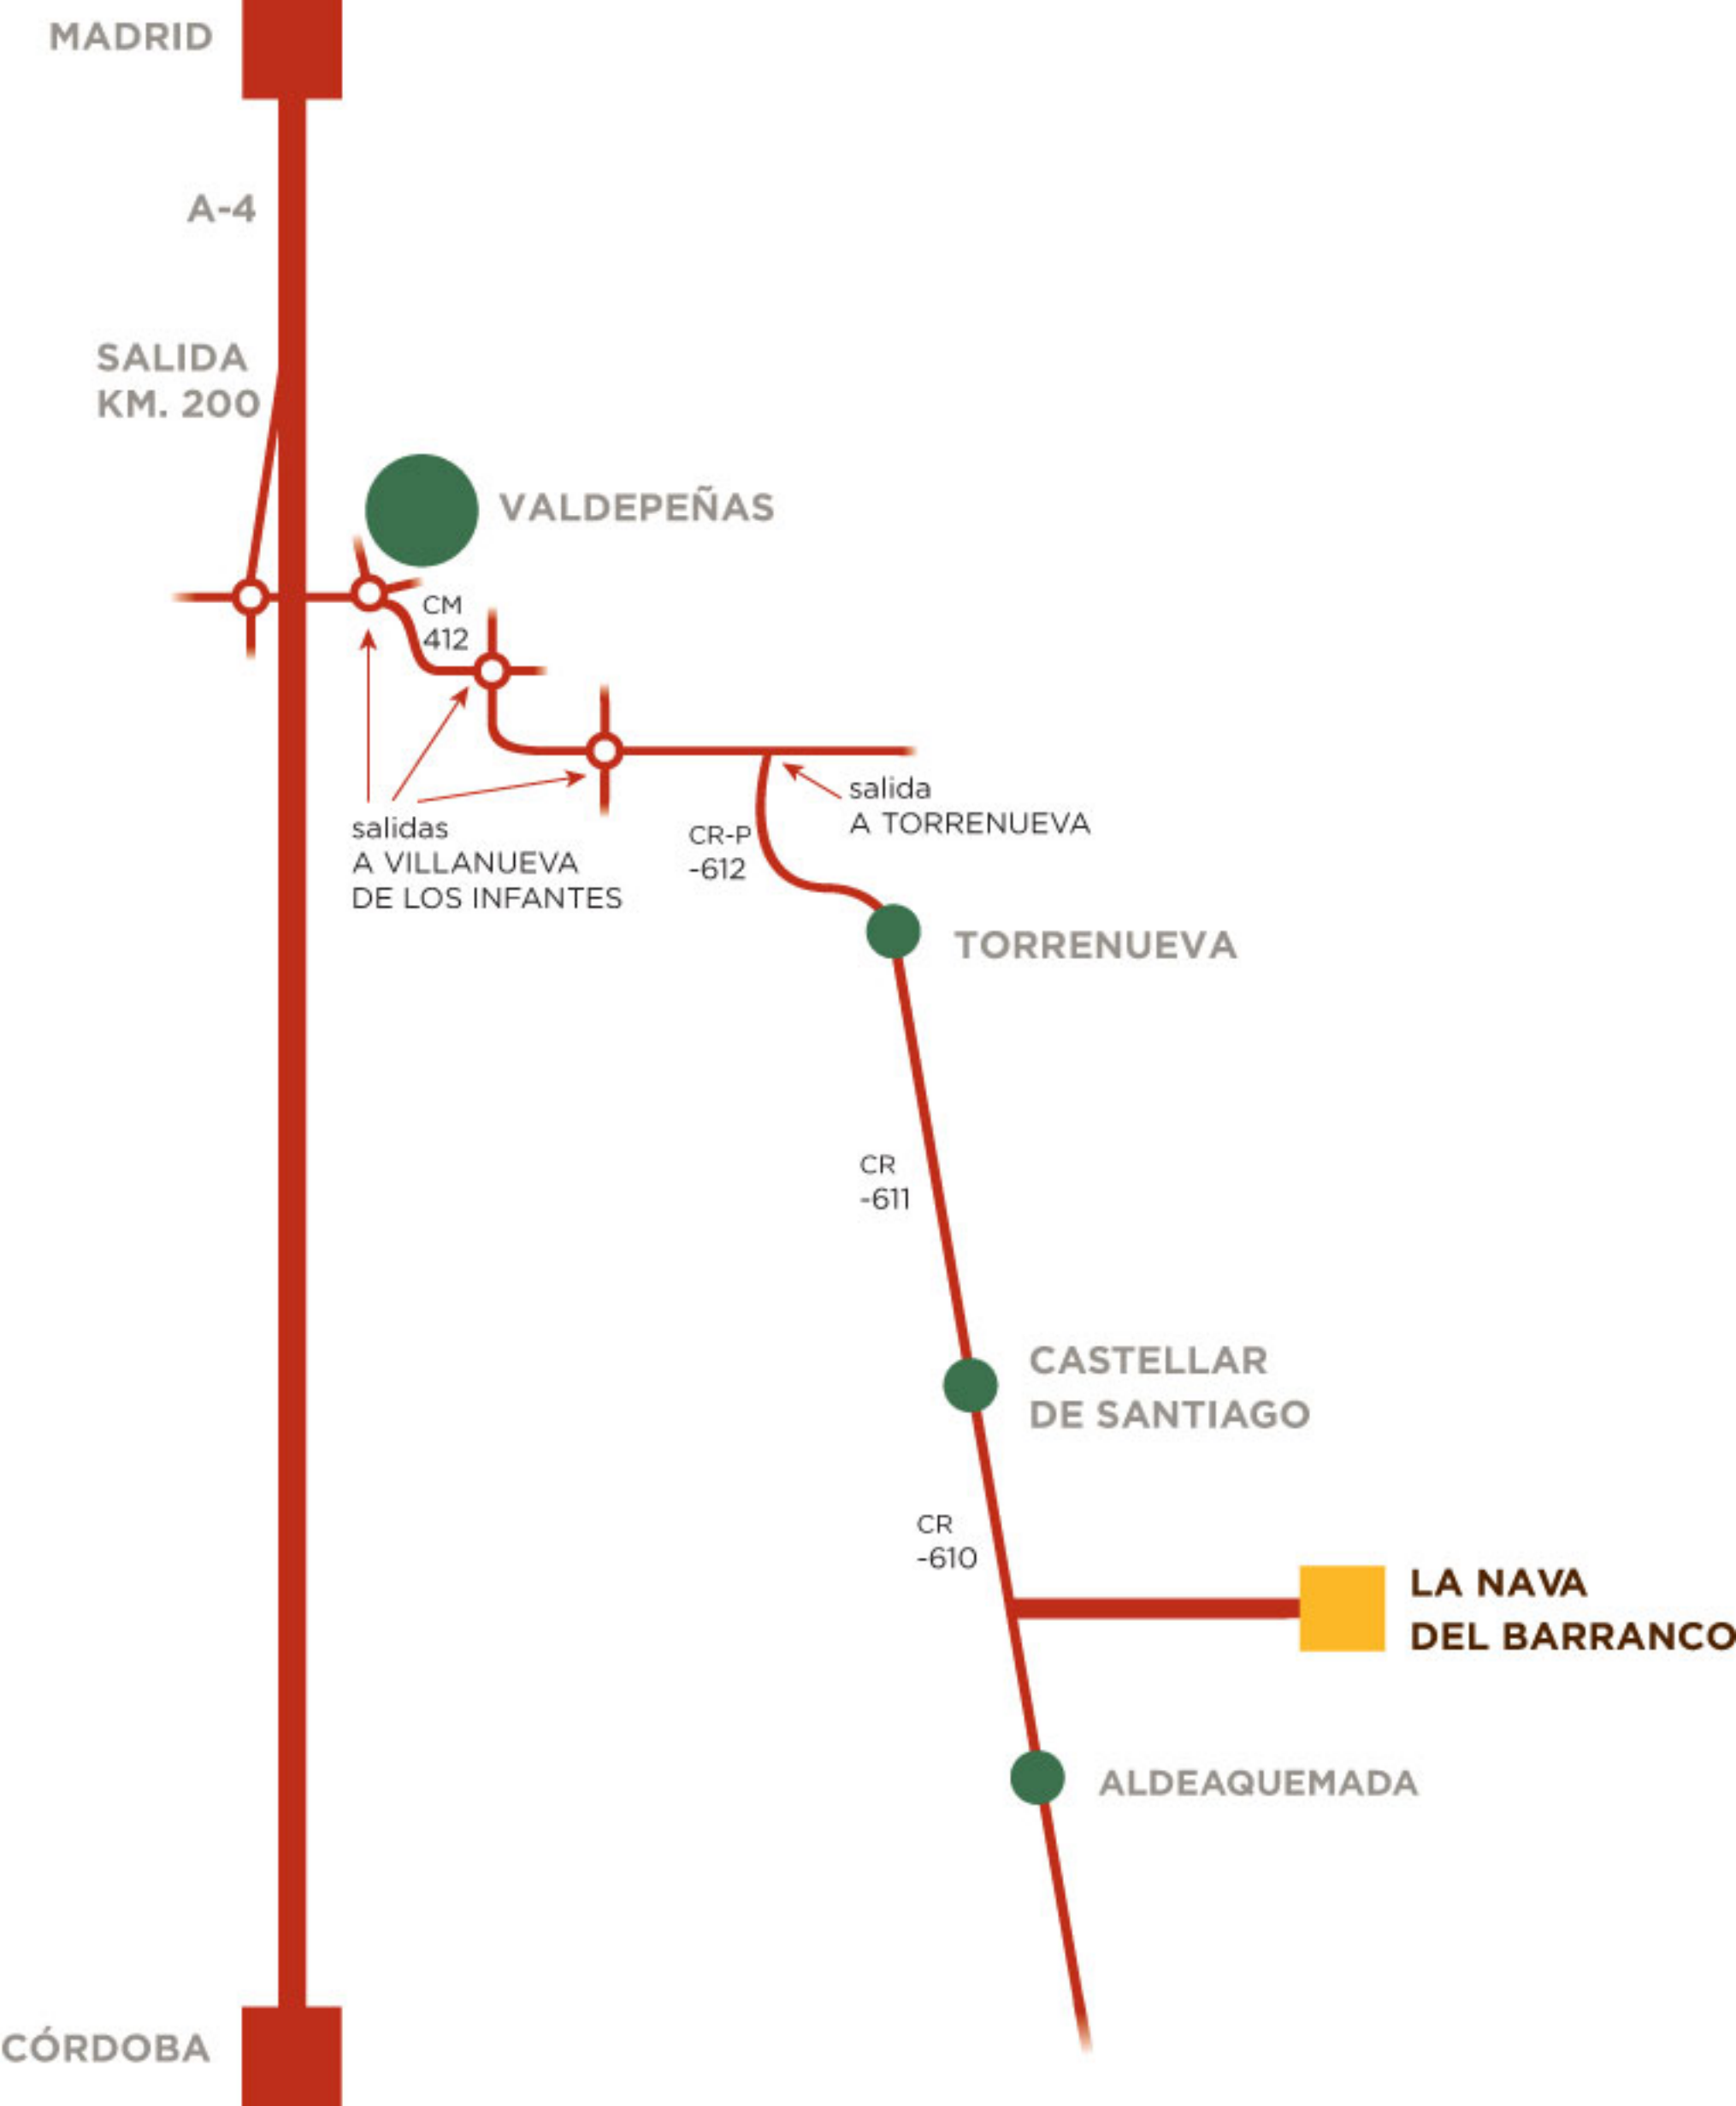 MADRID
A-4
SALIDA
KM. 200
VALDEPEÑAS
CM
412
salidas
A VILLANUEVA
DE LOS INFANTES
salida
A TORRENUEVA
CR-P
-612
TORRENUEVA
CR
-611
CASTELLAR
DE SANTIAGO
CR
-610
LA NAVA
DEL BARRANCO
ALDEAQUEMADA
CÓRDOBA